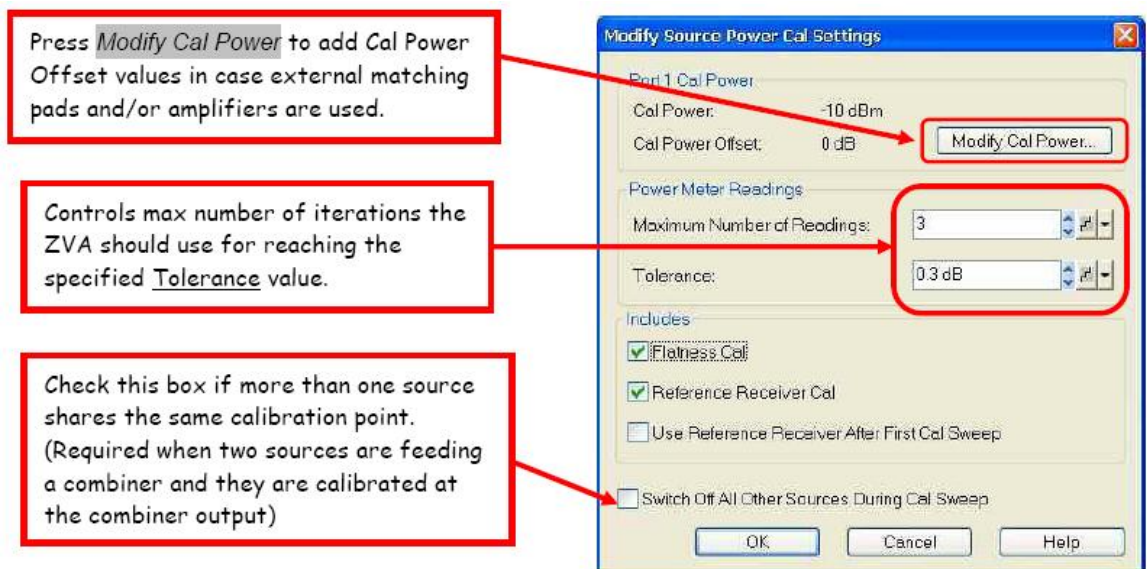 Press Modify Cal Power to add Cal Power
Offset values in case external matching
pads and/or amplifiers are used.
Controls max number of iterations the
ZVA should use for reaching the
specified Tolerance value.
Check this box if more than one source
shares the same calibration point.
(Required when two sources are feeding
a combiner and they are calibrated at
the combiner output)
Modify Source Power Cal Settings
Port 1 Cal Power
Cal Power: -10 dBm
Cal Power Offset: 0 dB Modify Cal Power...
Power Meter Readings
Maximum Number of Readings: 3
Tolerance: 0.3 dB
Includes
Flatness Cal
Reference Receiver Cal
Use Reference Receiver After First Cal Sweep
Switch Off All Other Sources During Cal Sweep
OK Cancel Help